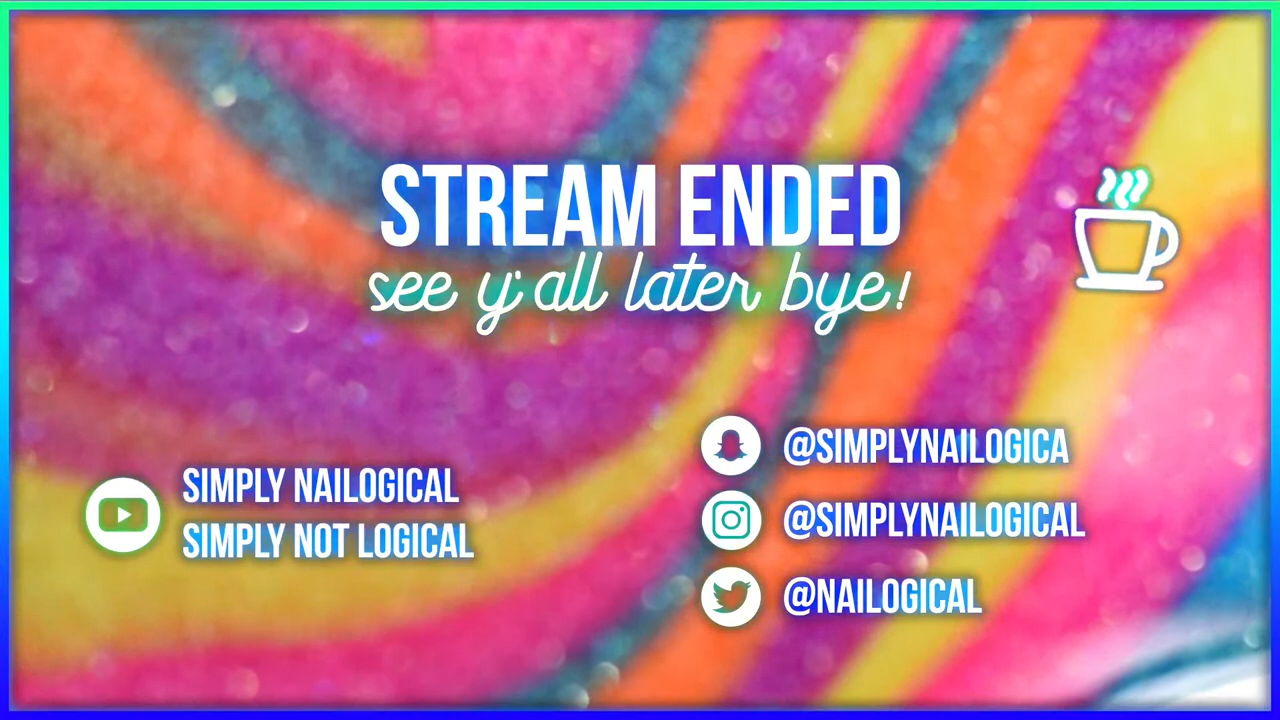 STREAM ENDED
see y'all later bye!
SIMPLY NAILOGICAL
SIMPLY NOT LOGICAL
@SIMPLYNAILOGICA
@SIMPLYNAILOGICAL
@NAILOGICAL